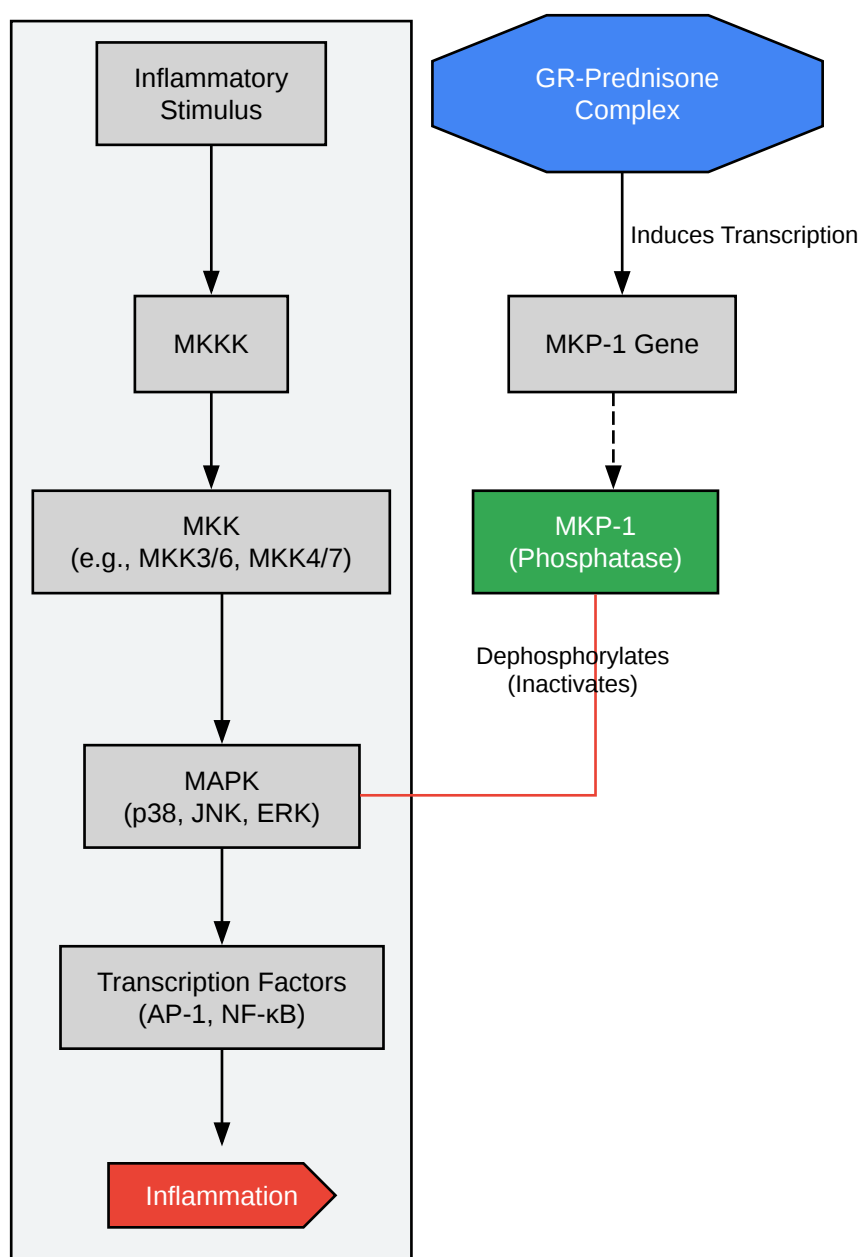 Inflammatory
Stimulus
GR-Prednisone
Complex
Induces Transcription
MKKK
MKP-1 Gene
MKK
(e.g., MKK3/6, MKK4/7)
MKP-1
(Phosphatase)
Dephosphorylates
(Inactivates)
MAPK
(p38, JNK, ERK)
Transcription Factors
(AP-1, NF-κB)
Inflammation